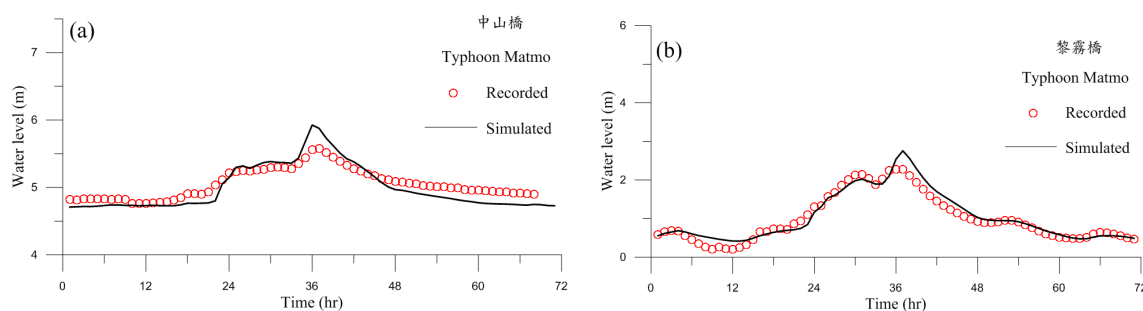 (a)
中山橋
Typhoon Matmo
Recorded
Simulated
Water level (m)
7
6
5
4
0
12
24
36
48
60
72
Time (hr)
(b)
黎霧橋
Typhoon Matmo
Recorded
Simulated
Water level (m)
6
4
2
0
0
12
24
36
48
60
72
Time (hr)